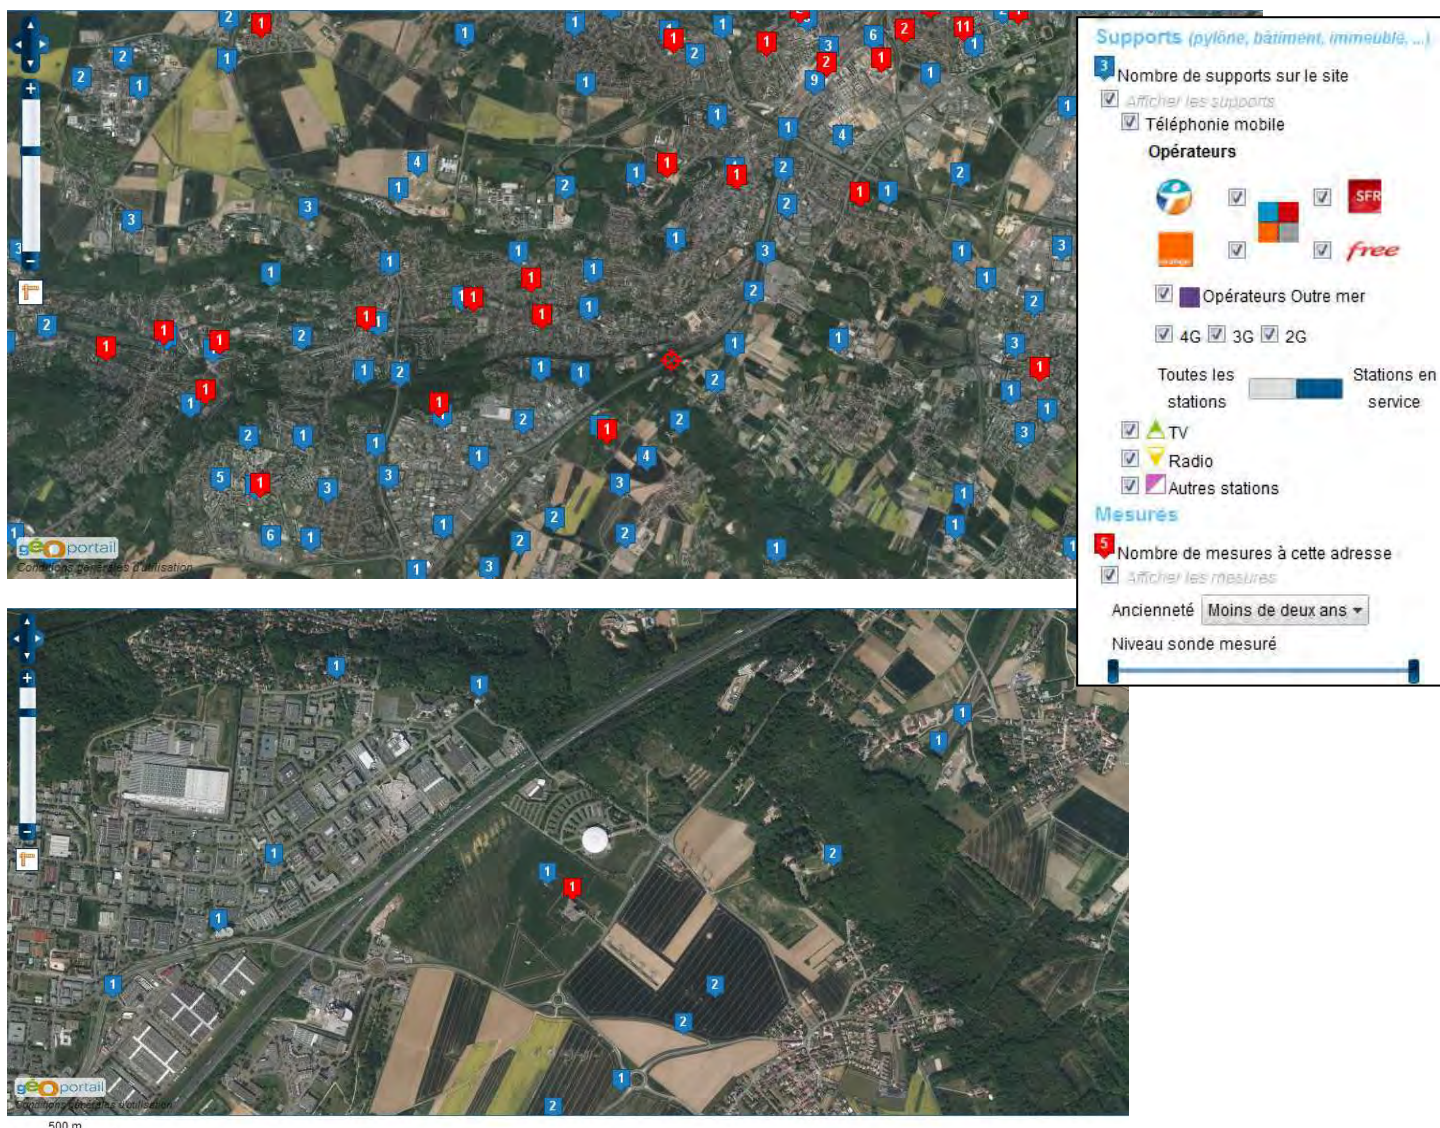 Supports (pylône, bâtiment, immeuble, ...)
3 Nombre de supports sur le site
Afficher les supports
Téléphonie mobile
Opérateurs
SFR
orange
free
Opérateurs Outre mer
4G 3G 2G
Toutes les stations
Stations en service
TV
Radio
Autres stations
Mesures
5 Nombre de mesures à cette adresse
Afficher les mesures
Ancienneté Moins de deux ans
Niveau sonde mesuré
géoportail
Conditions générales d'utilisation
géoportail
Conditions générales d'utilisation
500 m